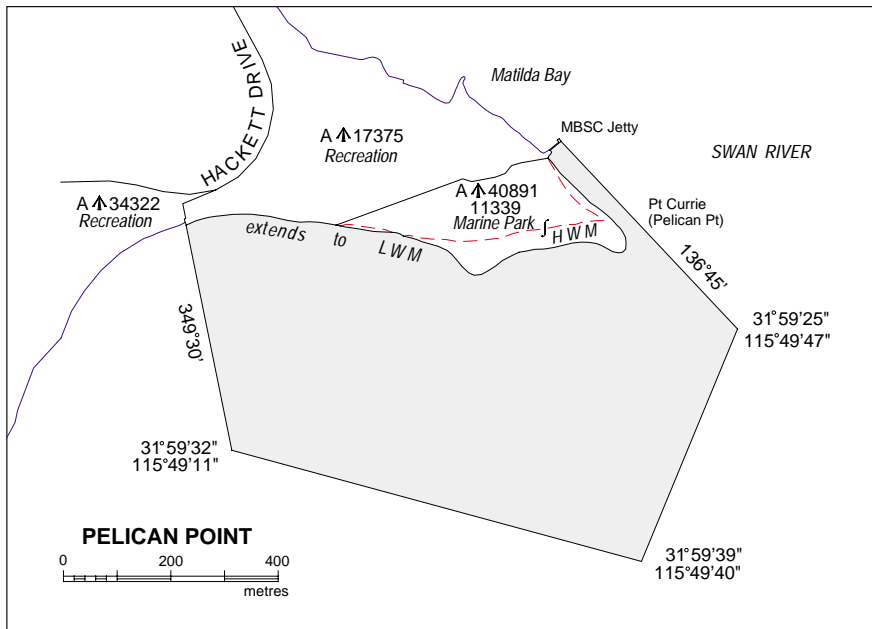 Matilda Bay
HACKETT DRIVE
MBSC Jetty
A 17375
Recreation
SWAN RIVER
A 34322
Recreation
A 40891
11339
Marine Park
Pt Currie
(Pelican Pt)
extends to LWM
HWM
136°45'
349°30'
31°59'25"
115°49'47"
31°59'32"
115°49'11"
PELICAN POINT
0 200 400
metres
31°59'39"
115°49'40"